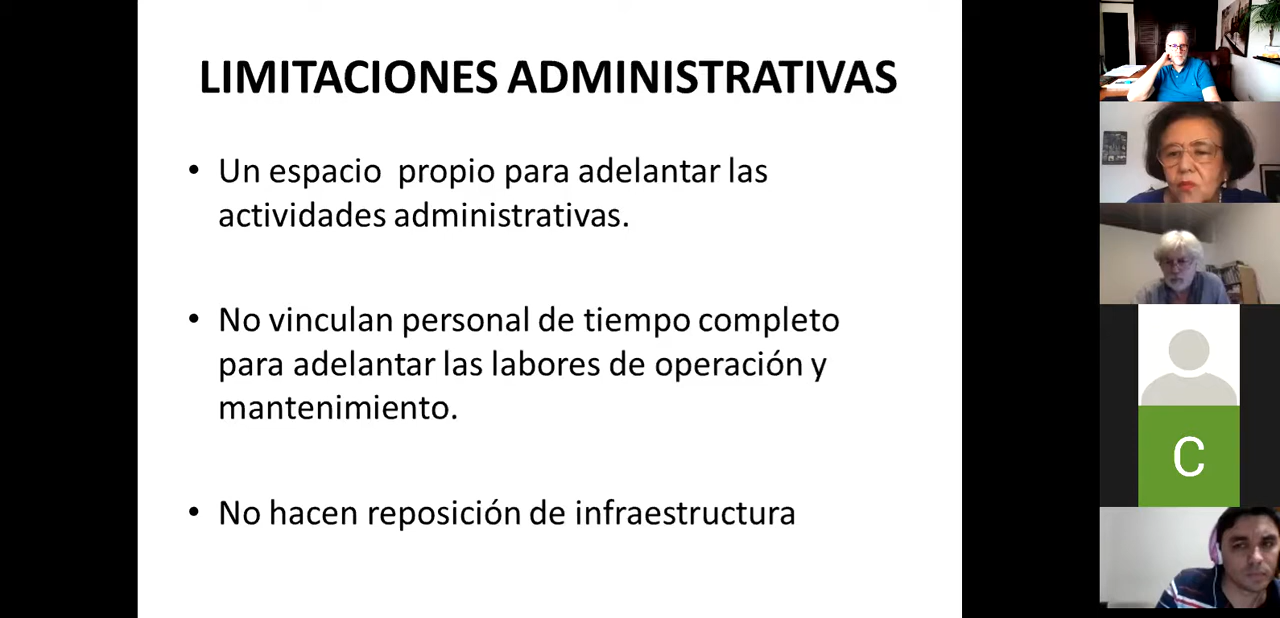 LIMITACIONES ADMINISTRATIVAS
• Un espacio  propio para adelantar las
actividades administrativas.
• No vinculan personal de tiempo completo
para adelantar las labores de operación y
mantenimiento.
• No hacen reposición de infraestructura
C